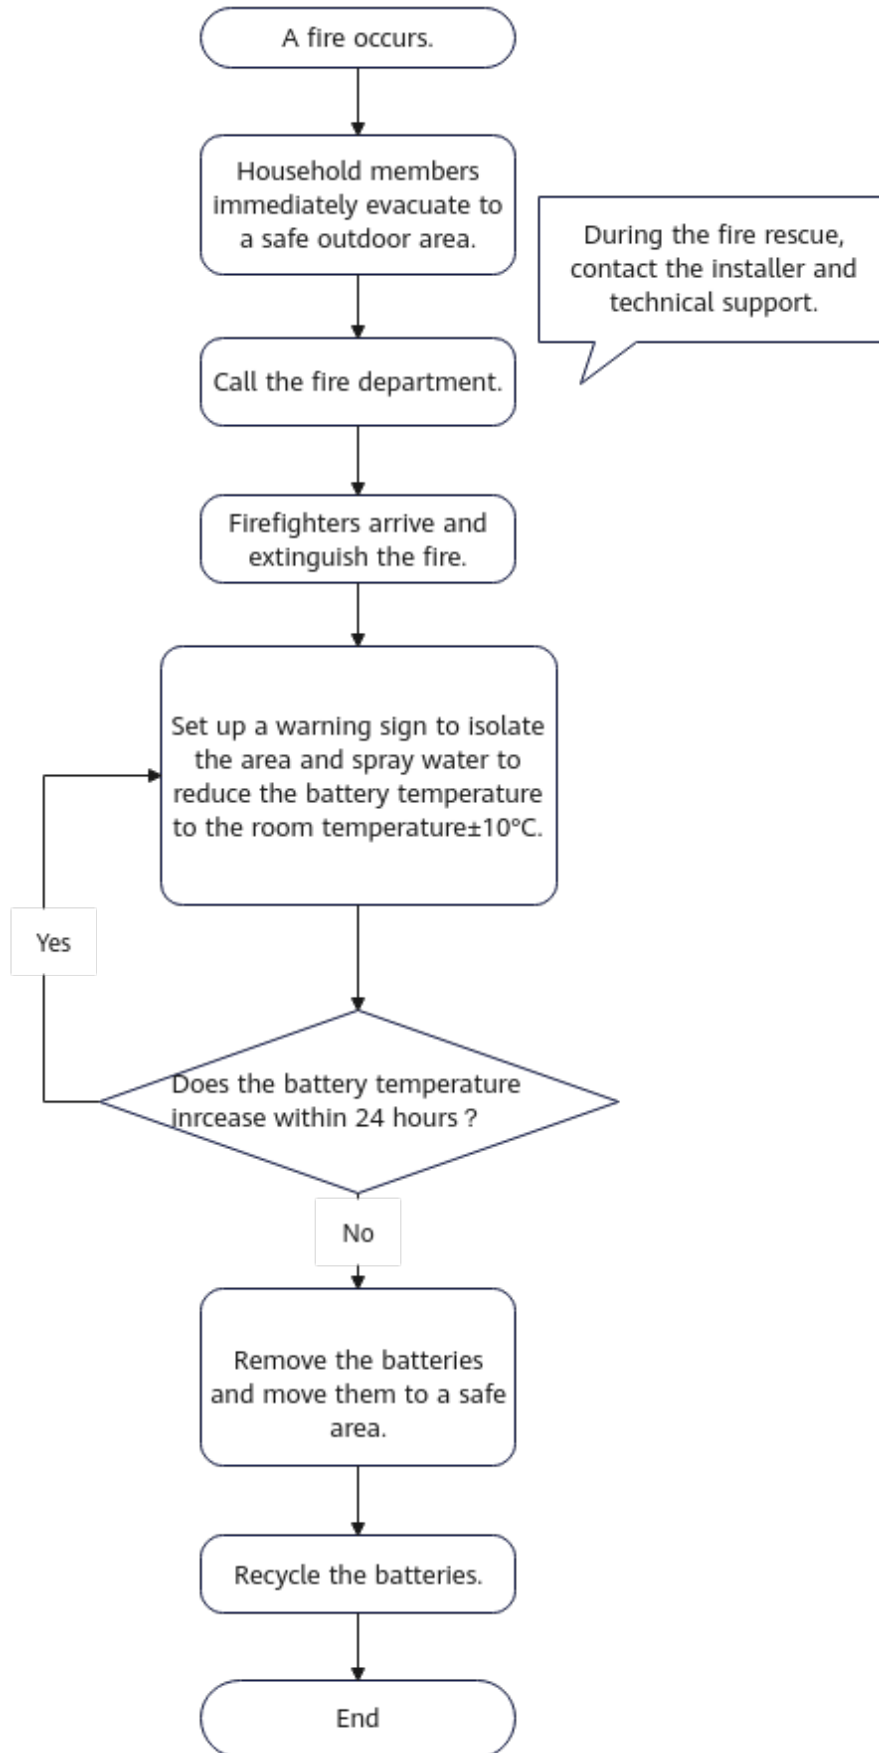 A fire occurs.
Household members
immediately evacuate to
a safe outdoor area.
During the fire rescue,
contact the installer and
technical support.
Call the fire department.
Firefighters arrive and
extinguish the fire.
Set up a warning sign to isolate
the area and spray water to
reduce the battery temperature
to the room temperature±10°C.
Yes
Does the battery temperature
inrcease within 24 hours？
No
Remove the batteries
and move them to a safe
area.
Recycle the batteries.
End